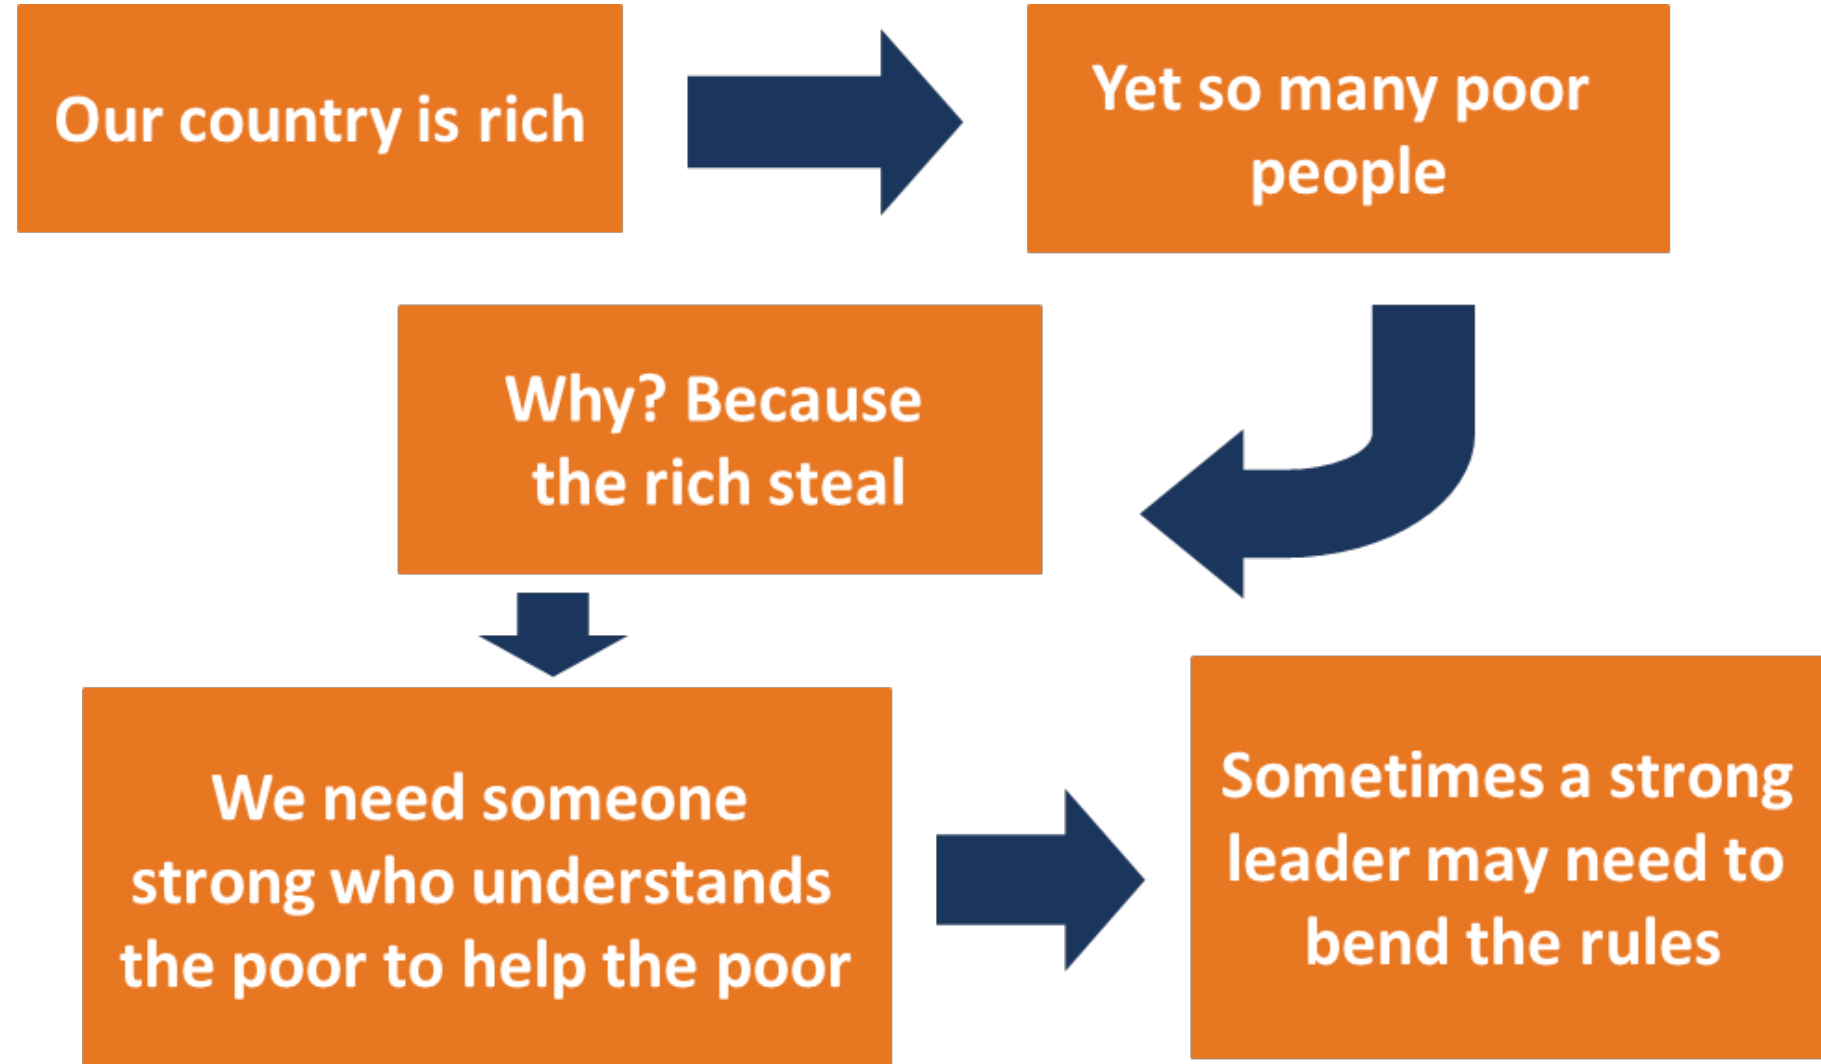 Our country is rich
Yet so many poor
people
Why? Because
the rich steal
We need someone
strong who understands
the poor to help the poor
Sometimes a strong
leader may need to
bend the rules